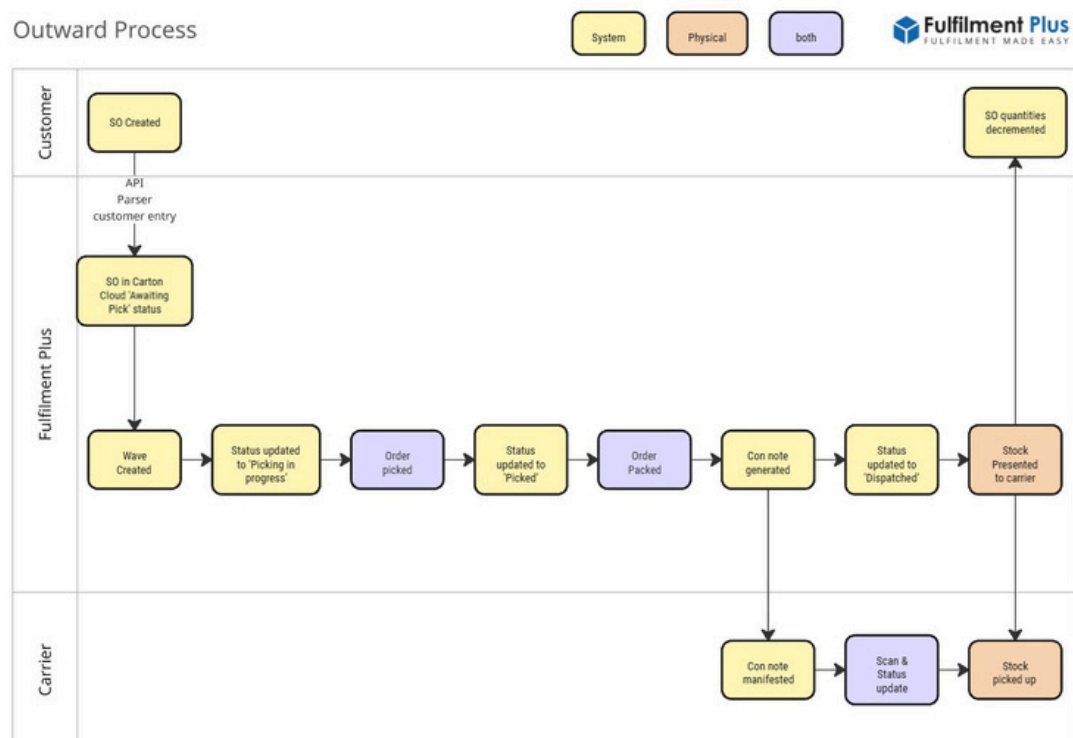 Outward Process
System
Physical
both
Fulfilment Plus
FULFILMENT MADE EASY
Customer
SO Created
SO quantities
decremented
API
Parser
customer entry
Fulfilment Plus
SO in Carton
Cloud 'Awaiting
Pick' status
Wave
Created
Status updated
to 'Picking in
progress'
Order
picked
Status
updated to
'Picked'
Order
Packed
Con note
generated
Status
updated to
'Dispatched'
Stock
Presented
to carrier
Carrier
Con note
manifested
Scan &
Status
update
Stock
picked up